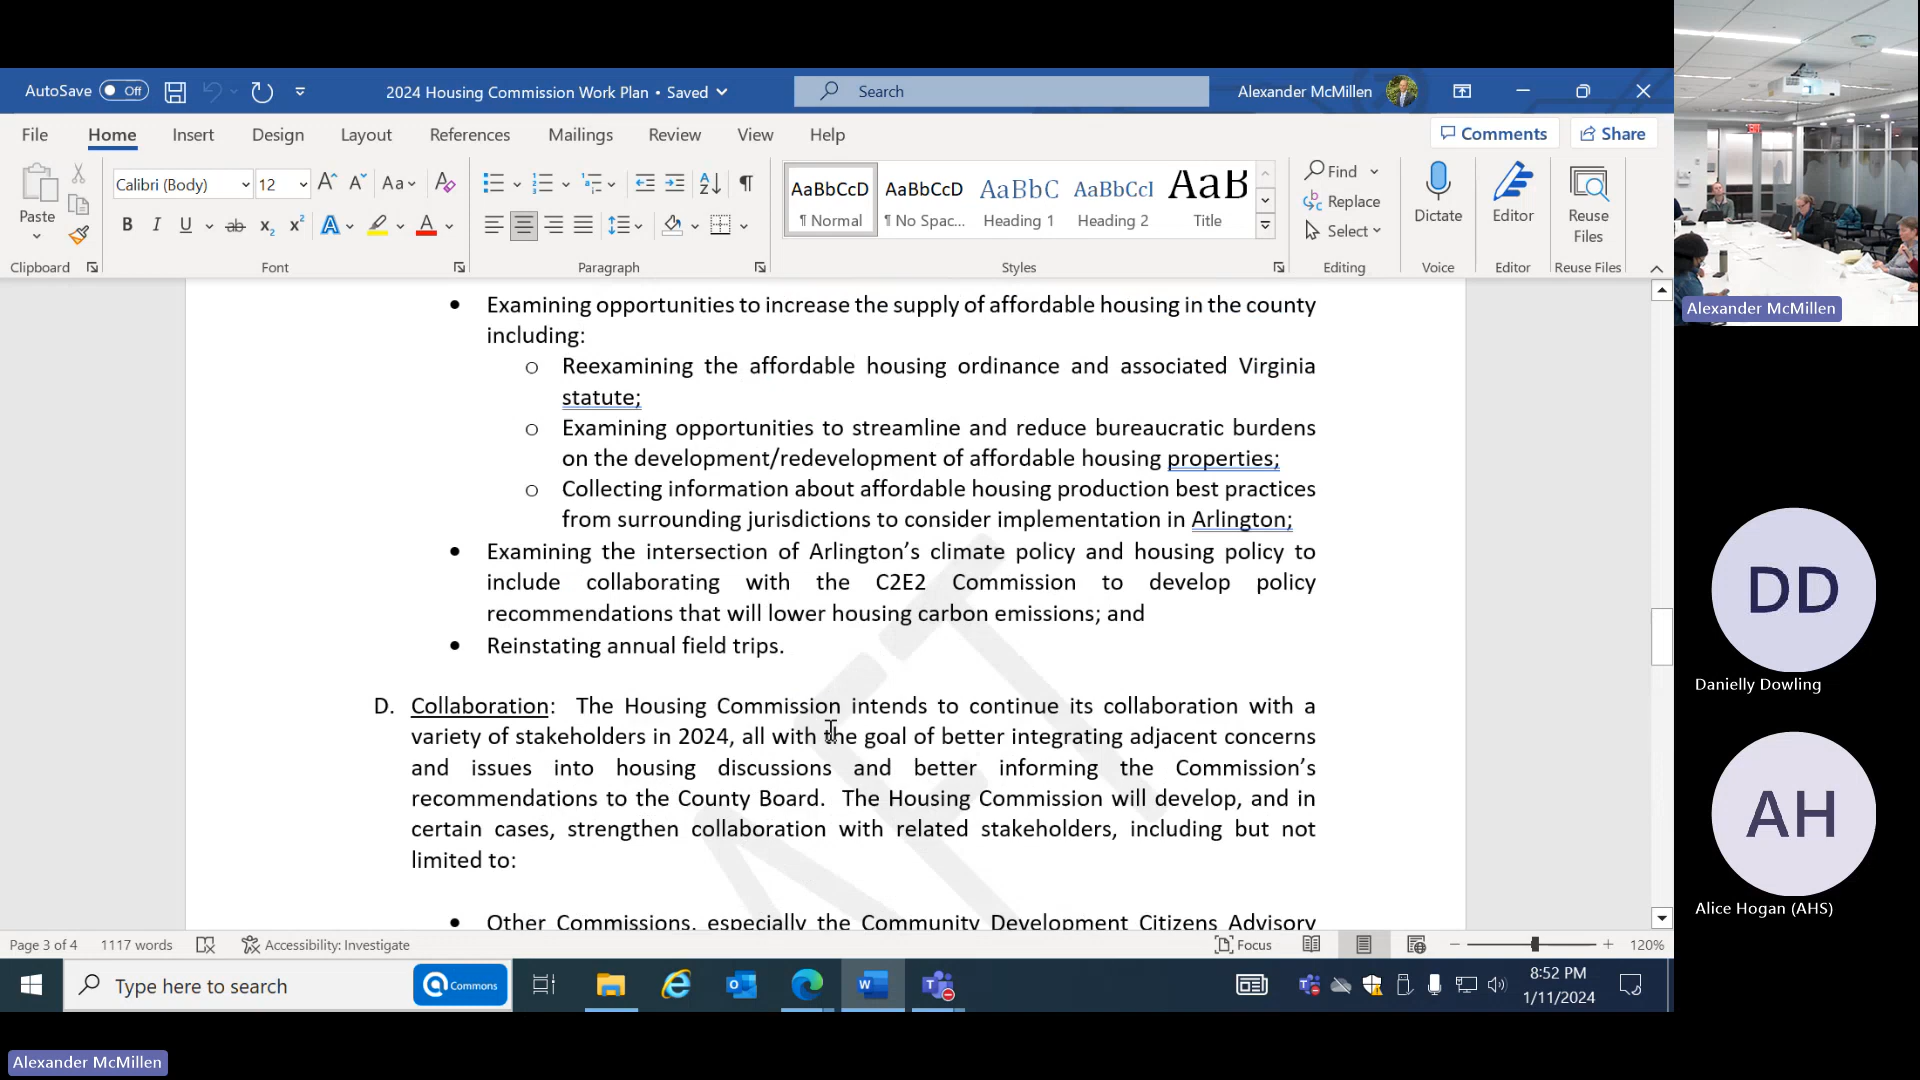 AutoSave Off
2024 Housing Commission Work Plan • Saved
Search
Alexander McMillen
File Home Insert Design Layout References Mailings Review View Help
Comments Share
Paste
Clipboard
Calibri (Body) 12
Font
Paragraph
AaBbCcD AaBbCcD AaBbC AaBbCcI AaB
¶ Normal ¶ No Spac... Heading 1 Heading 2 Title
Styles
Find
Replace
Select
Editing
Dictate
Voice
Editor
Editor
Reuse
Files
Reuse Files
• Examining opportunities to increase the supply of affordable housing in the county
including:
o Reexamining the affordable housing ordinance and associated Virginia
statute;
o Examining opportunities to streamline and reduce bureaucratic burdens
on the development/redevelopment of affordable housing properties;
o Collecting information about affordable housing production best practices
from surrounding jurisdictions to consider implementation in Arlington;
• Examining the intersection of Arlington's climate policy and housing policy to
include collaborating with the C2E2 Commission to develop policy
recommendations that will lower housing carbon emissions; and
• Reinstating annual field trips.
D. Collaboration: The Housing Commission intends to continue its collaboration with a
variety of stakeholders in 2024, all with the goal of better integrating adjacent concerns
and issues into housing discussions and better informing the Commission's
recommendations to the County Board. The Housing Commission will develop, and in
certain cases, strengthen collaboration with related stakeholders, including but not
limited to:
• Other Commissions, especially the Community Development Citizens Advisory
Page 3 of 4 1117 words Accessibility: Investigate
Focus 120%
Type here to search
Commons
8:52 PM
1/11/2024
Alexander McMillen
DD
Danielly Dowling
AH
Alice Hogan (AHS)
Alexander McMillen